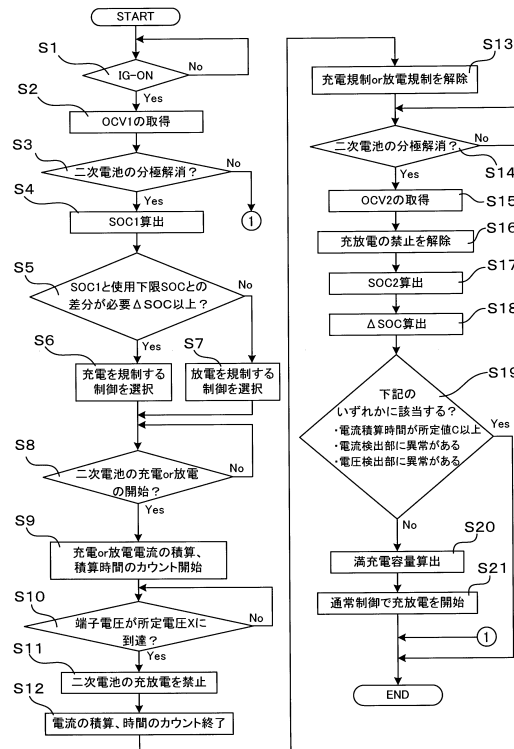 START
S1
IG-ON
No
Yes
S2
OCV1の取得
S3
二次電池の分極解消?
No
Yes
S4
SOC1算出
①
S5
SOC1と使用下限SOCとの
差分が必要ΔSOC以上?
No
Yes
S6
充電を規制する
制御を選択
S7
放電を規制する
制御を選択
S8
二次電池の充電or放電
の開始?
No
Yes
S9
充電or放電電流の積算、
積算時間のカウント開始
S10
端子電圧が所定電圧Xに
到達?
No
Yes
S11
二次電池の充放電を禁止
S12
電流の積算、時間のカウント終了
S13
充電規制or放電規制を解除
二次電池の分極解消?
No
S14
Yes
OCV2の取得
S15
充放電の禁止を解除
S16
SOC2算出
S17
ΔSOC算出
S18
S19
下記の
いずれかに該当する?
・電流積算時間が所定値C以上
・電流検出部に異常がある
・電圧検出部に異常がある
Yes
No
S20
満充電容量算出
S21
通常制御で充放電を開始
①
END